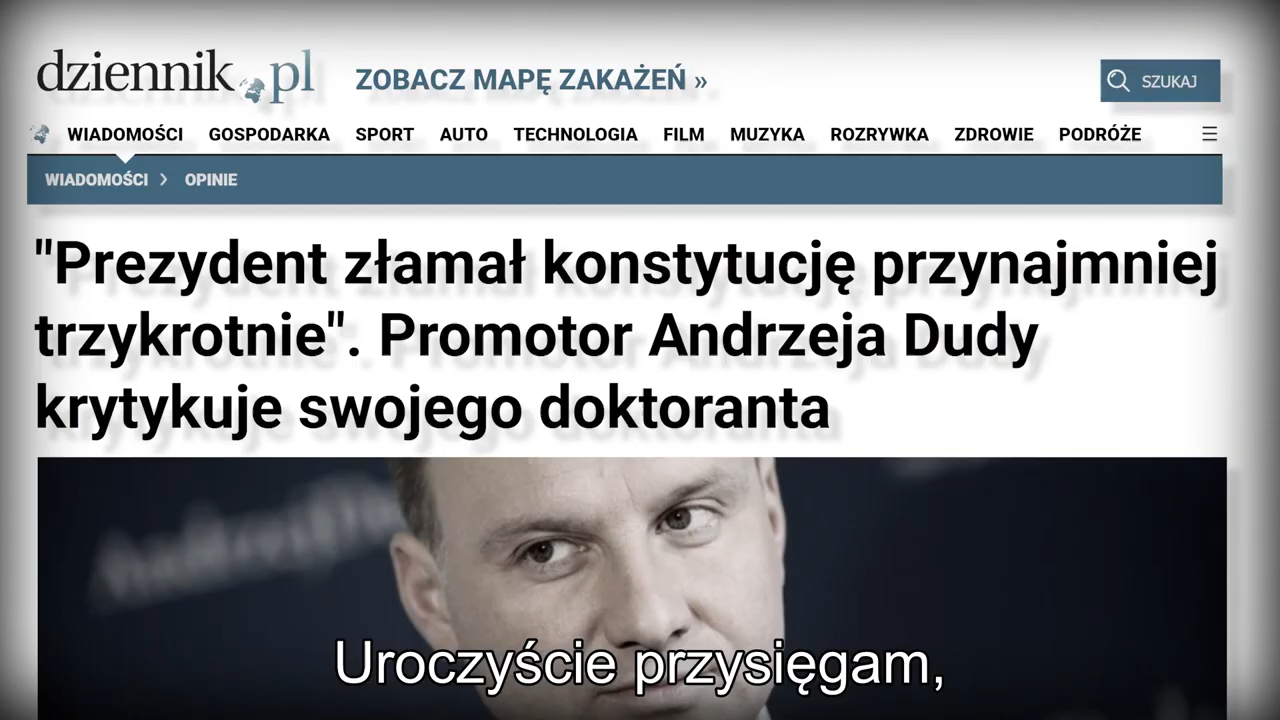 dziennik.pl
ZOBACZ MAPĘ ZAKAŻEŃ »
SZUKAJ
WIADOMOŚCI GOSPODARKA SPORT AUTO TECHNOLOGIA FILM MUZYKA ROZRYWKA ZDROWIE PODRÓŻE
WIADOMOŚCI > OPINIE
"Prezydent złamał konstytucję przynajmniej
trzykrotnie". Promotor Andrzeja Dudy
krytykuje swojego doktoranta
Uroczyście przysięgam,